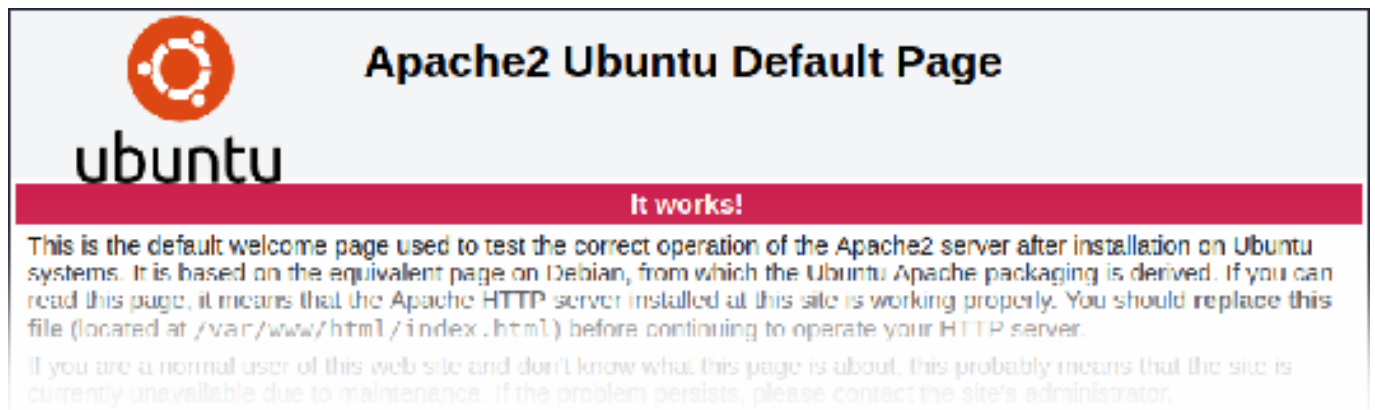 Apache2 Ubuntu Default Page
ubuntu
It works!
This is the default welcome page used to test the correct operation of the Apache2 server after installation on Ubuntu
systems. It is based on the equivalent page on Debian, from which the Ubuntu Apache packaging is derived. If you can
read this page, it means that the Apache HTTP server installed at this site is working properly. You should replace this
file (located at /var/www/html/index.html) before continuing to operate your HTTP server.
If you are a normal user of this web site and don't know what this page is about, this probably means that the site is
currently unavailable due to maintenance. If the problem persists, please contact the site's administrator.